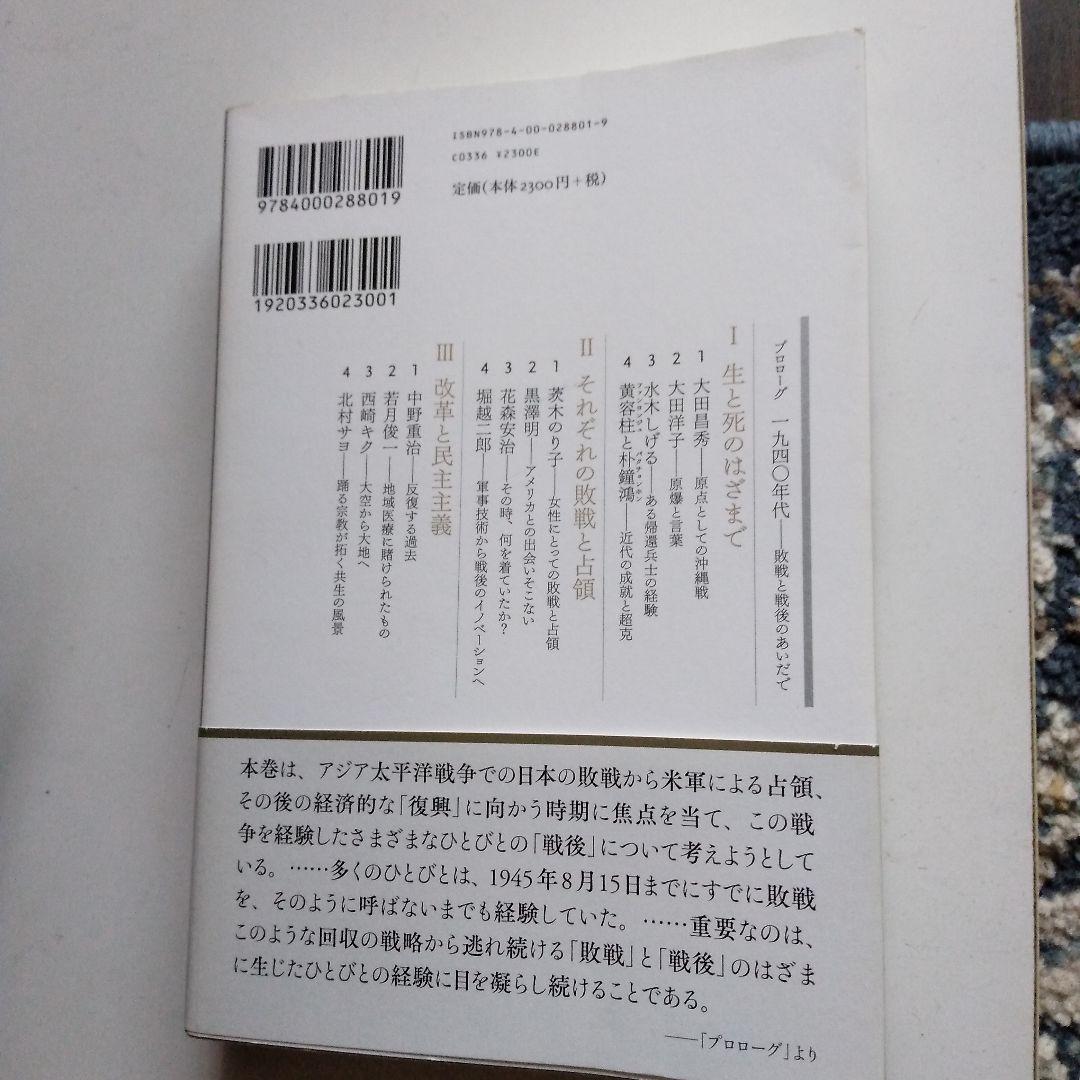 ISBN978-4-00-028801-9
C0336 ¥2300E
定価(本体2300円+税)
9784000288019
1920336023001
プロローグ 一九四〇年代——敗戦と戦後のあいだで
I 生と死のはざまで
1 大田昌秀——原点としての沖縄戦
2 大田洋子——原爆と言葉
3 水木しげる——ある帰還兵士の経験
4 黄容柱と朴鐘鴻——近代の成就と超克
ファンヨンジュ パクチョンホン
II それぞれの敗戦と占領
1 茨木のり子——女性にとっての敗戦と占領
2 黒澤明——アメリカとの出会いそこない
3 花森安治——その時、何を着ていたか?
4 堀越二郎——軍事技術から戦後のイノベーションへ
III 改革と民主主義
1 中野重治——反復する過去
2 若月俊一——地域医療に賭けられたもの
3 西崎キク——大空から大地へ
4 北村サヨ——踊る宗教が拓く共生の風景
本巻は、アジア太平洋戦争での日本の敗戦から米軍による占領、
その後の経済的な「復興」に向かう時期に焦点を当て、この戦
争を経験したさまざまなひとびとの「戦後」について考えようとして
いる。……多くのひとびとは、1945年8月15日までにすでに敗戦
を、そのように呼ばないまでも経験していた。……重要なのは、
このような回収の戦略から逃れ続ける「敗戦」と「戦後」のはざま
に生じたひとびとの経験に目を凝らし続けることである。
——「プロローグ」より